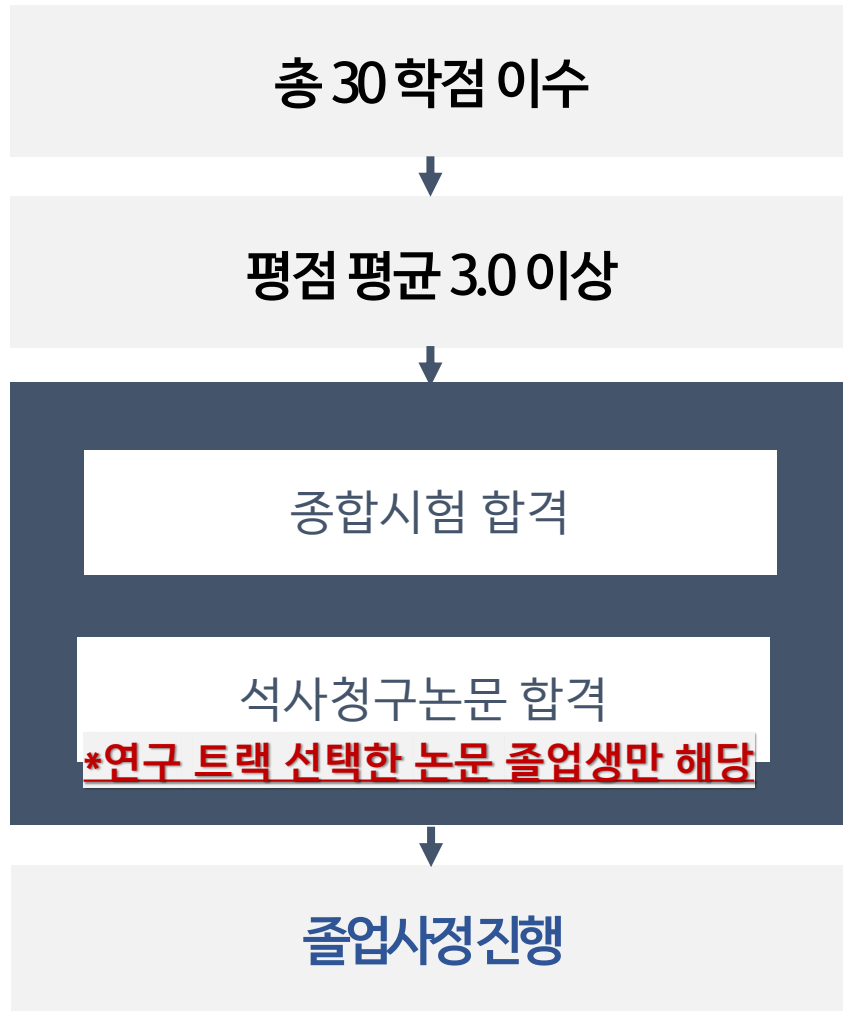 총 30 학점 이수
평점 평균 3.0 이상
종합시험 합격
석사청구논문 합격
*연구 트랙 선택한 논문 졸업생만 해당
졸업사정 진행